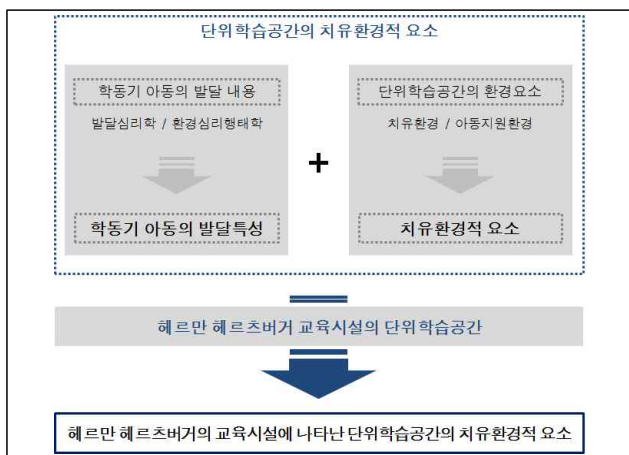 단위학습공간의 치유환경적 요소
학동기 아동의 발달 내용
발달심리학 / 환경심리행태학
학동기 아동의 발달특성
+
단위학습공간의 환경요소
치유환경 / 아동지원환경
치유환경적 요소
헤르만 헤르츠버거 교육시설의 단위학습공간
헤르만 헤르츠버거의 교육시설에 나타난 단위학습공간의 치유환경적 요소